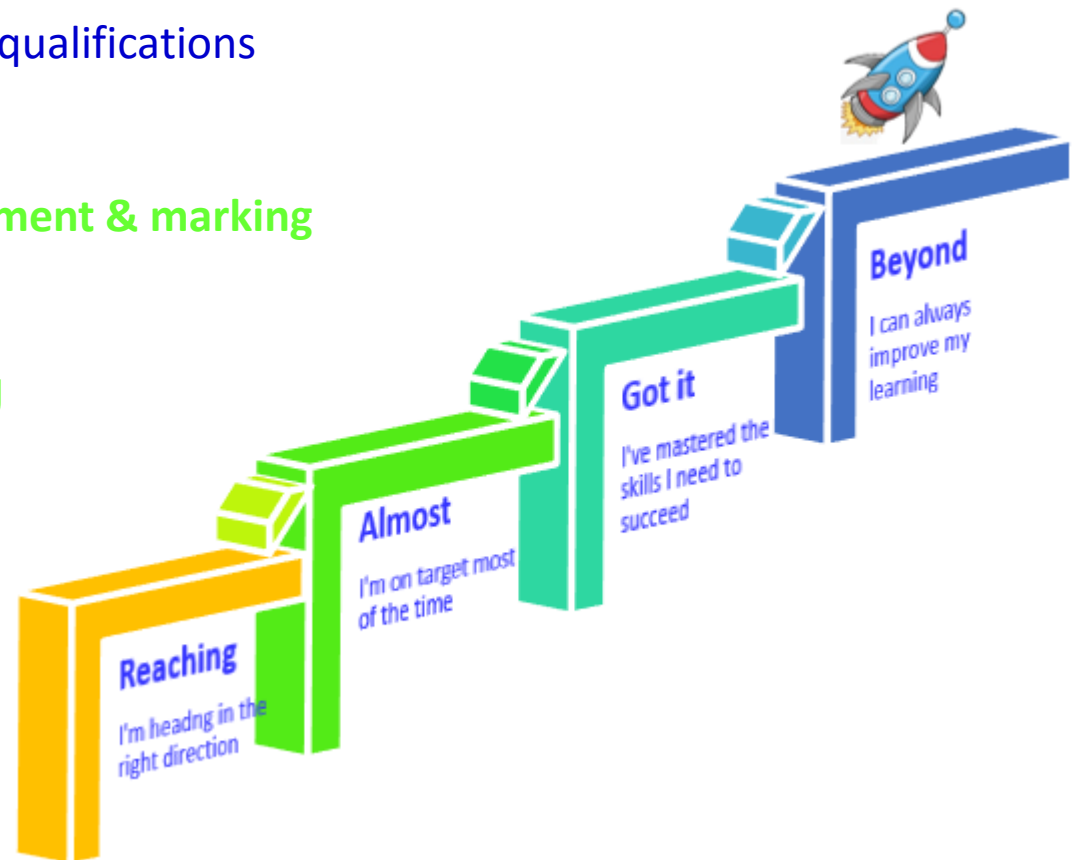 qualifications
ment & marking
Beyond
I can always
improve my
learning
Got it
I've mastered the
skills I need to
succeed
Almost
I'm on target most
of the time
Reaching
I'm headng in the
right direction